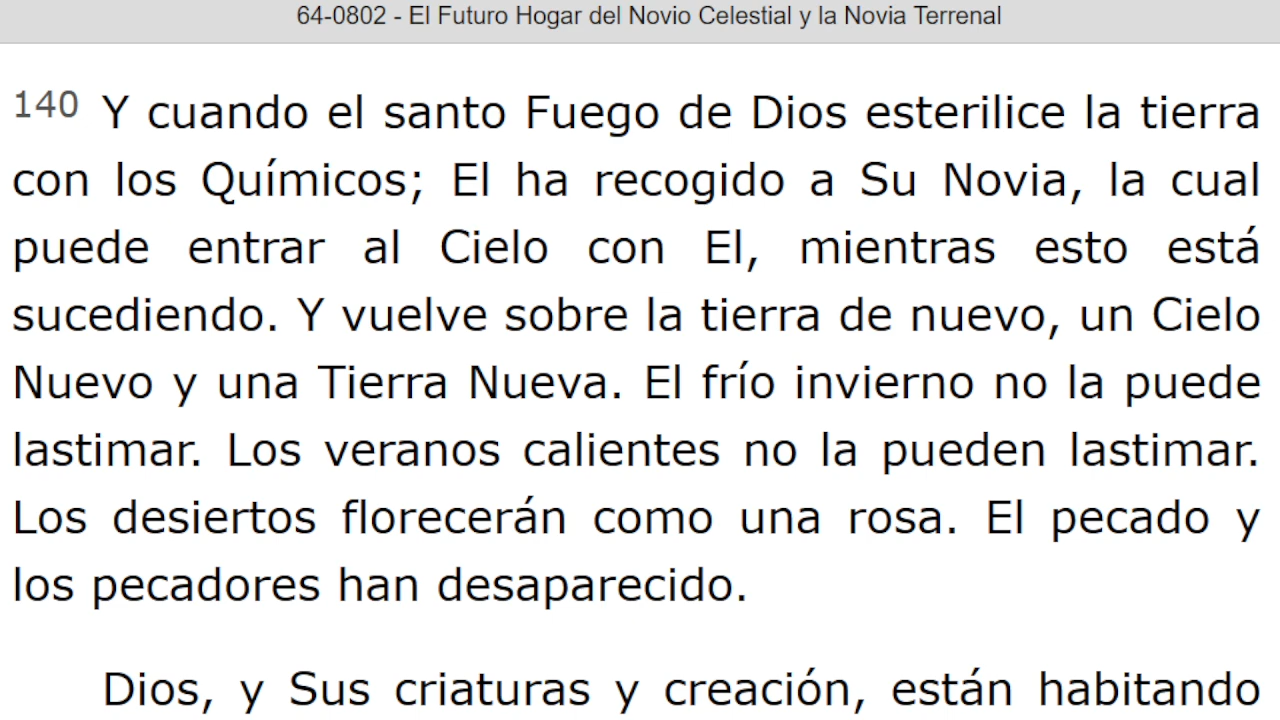 64-0802 - El Futuro Hogar del Novio Celestial y la Novia Terrenal
140 Y cuando el santo Fuego de Dios esterilice la tierra
con los Químicos; El ha recogido a Su Novia, la cual
puede entrar al Cielo con El, mientras esto está
sucediendo. Y vuelve sobre la tierra de nuevo, un Cielo
Nuevo y una Tierra Nueva. El frío invierno no la puede
lastimar. Los veranos calientes no la pueden lastimar.
Los desiertos florecerán como una rosa. El pecado y
los pecadores han desaparecido.
Dios, y Sus criaturas y creación, están habitando